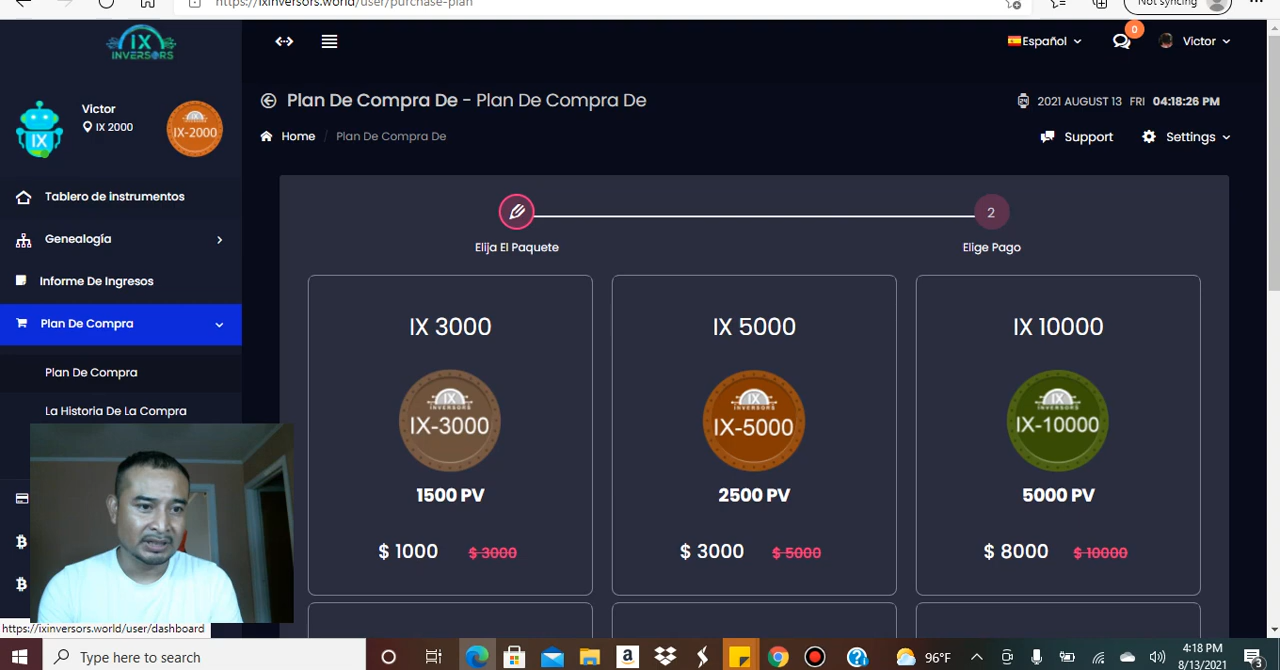 https://ixinversors.world/user/purchase-plan
Not syncing
iX
INVERSORS
Español
0
Victor
Victor
IX 2000
IX-2000
IX
Plan De Compra De - Plan De Compra De
2021 AUGUST 13 FRI 04:18:26 PM
Home / Plan De Compra De
Support
Settings
Tablero de instrumentos
Genealogía
Informe De Ingresos
Plan De Compra
Plan De Compra
La Historia De La Compra
2
Elija El Paquete
Elige Pago
IX 3000
IX
INVERSORS
IX-3000
1500 PV
$ 1000 $ 3000
IX 5000
IX
INVERSORS
IX-5000
2500 PV
$ 3000 $ 5000
IX 10000
IX
INVERSORS
IX-10000
5000 PV
$ 8000 $ 10000
https://ixinversors.world/user/dashboard
Type here to search
a
96°F
4:18 PM
8/13/2021
3